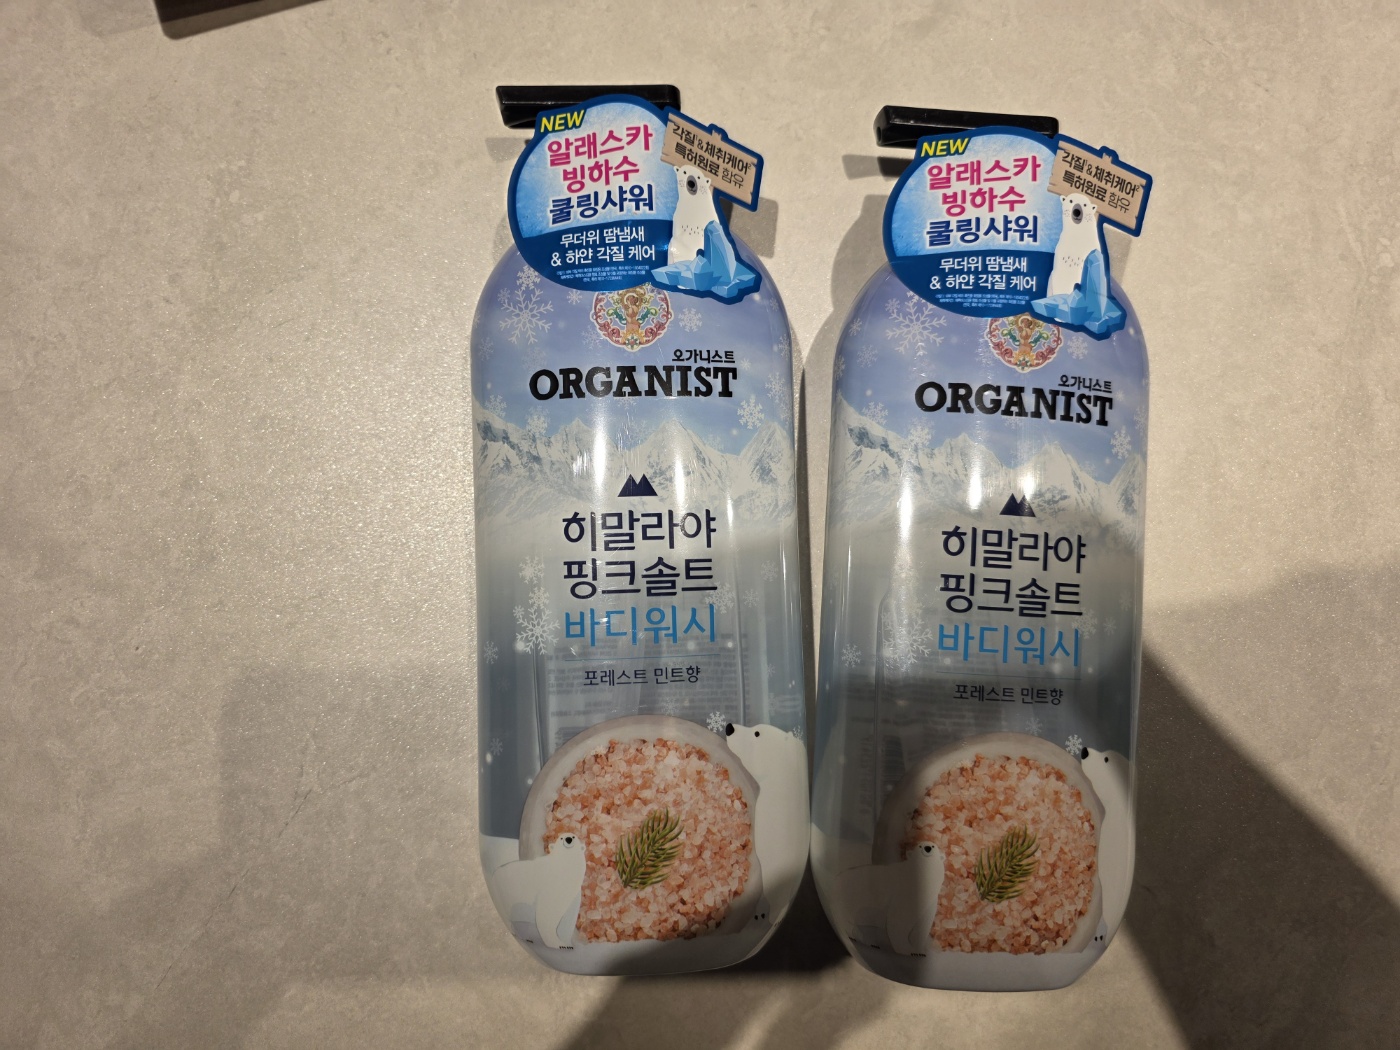 NEW
알래스카
빙하수
쿨링샤워
무더위 땀냄새
& 하얀 각질 케어
각질¹&체취케어²
특허원료 함유
오가니스트
ORGANIST
히말라야
핑크솔트
바디워시
포레스트 민트향
NEW
알래스카
빙하수
쿨링샤워
무더위 땀냄새
& 하얀 각질 케어
각질¹&체취케어²
특허원료 함유
오가니스트
ORGANIST
히말라야
핑크솔트
바디워시
포레스트 민트향